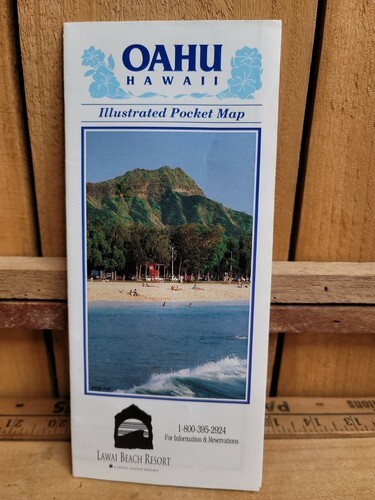 OAHU
HAWAII
Illustrated Pocket Map
1-800-395-2924
For Information & Reservations
LAWAI BEACH RESORT